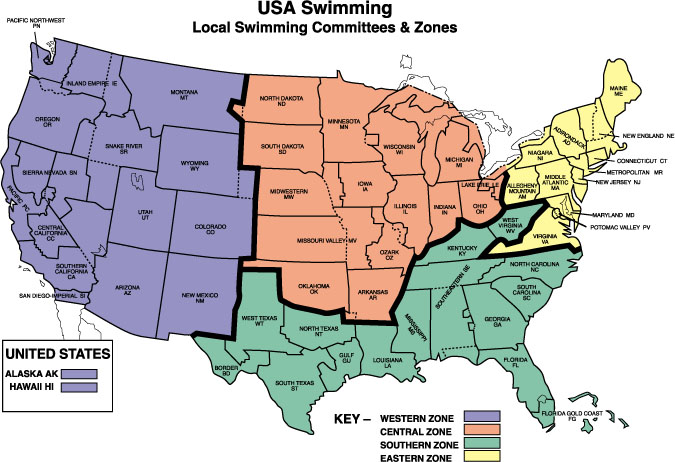 USA Swimming
Local Swimming Committees & Zones
PACIFIC NORTHWEST
PN
INLAND EMPIRE IE
MONTANA
MT
OREGON
OR
SNAKE RIVER
SR
WYOMING
WY
SIERRA NEVADA SN
PACIFIC PC
CENTRAL
CALIFORNIA
CC
UTAH
UT
COLORADO
CO
SOUTHERN
CALIFORNIA
CA
SAN DIEGO-IMPERIAL SI
ARIZONA
AZ
NEW MEXICO
NM
NORTH DAKOTA
ND
MINNESOTA
MN
SOUTH DAKOTA
SD
WISCONSIN
WI
MICHIGAN
MI
MIDWESTERN
MW
IOWA
IA
ILLINOIS
IL
INDIANA
IN
LAKE ERIE LE
OHIO
OH
MISSOURI VALLEY MV
OZARK
OZ
OKLAHOMA
OK
ARKANSAS
AR
MAINE
ME
ADIRONDACK
AD
NEW ENGLAND NE
NIAGARA
NI
CONNECTICUT CT
METROPOLITAN MR
MIDDLE
ATLANTIC
MA
NEW JERSEY NJ
ALLEGHENY
MOUNTAIN
AM
MARYLAND MD
POTOMAC VALLEY PV
VIRGINIA
VA
WEST
VIRGINIA
WV
KENTUCKY
KY
NORTH CAROLINA
NC
SOUTHEASTERN SE
SOUTH
CAROLINA
SC
MISSISSIPPI
MS
GEORGIA
GA
WEST TEXAS
WT
NORTH TEXAS
NT
BORDER
BD
GULF
GU
LOUISIANA
LA
SOUTH TEXAS
ST
FLORIDA
FL
FLORIDA GOLD COAST
FG
UNITED STATES
ALASKA AK
HAWAII HI
KEY – WESTERN ZONE
CENTRAL ZONE
SOUTHERN ZONE
EASTERN ZONE